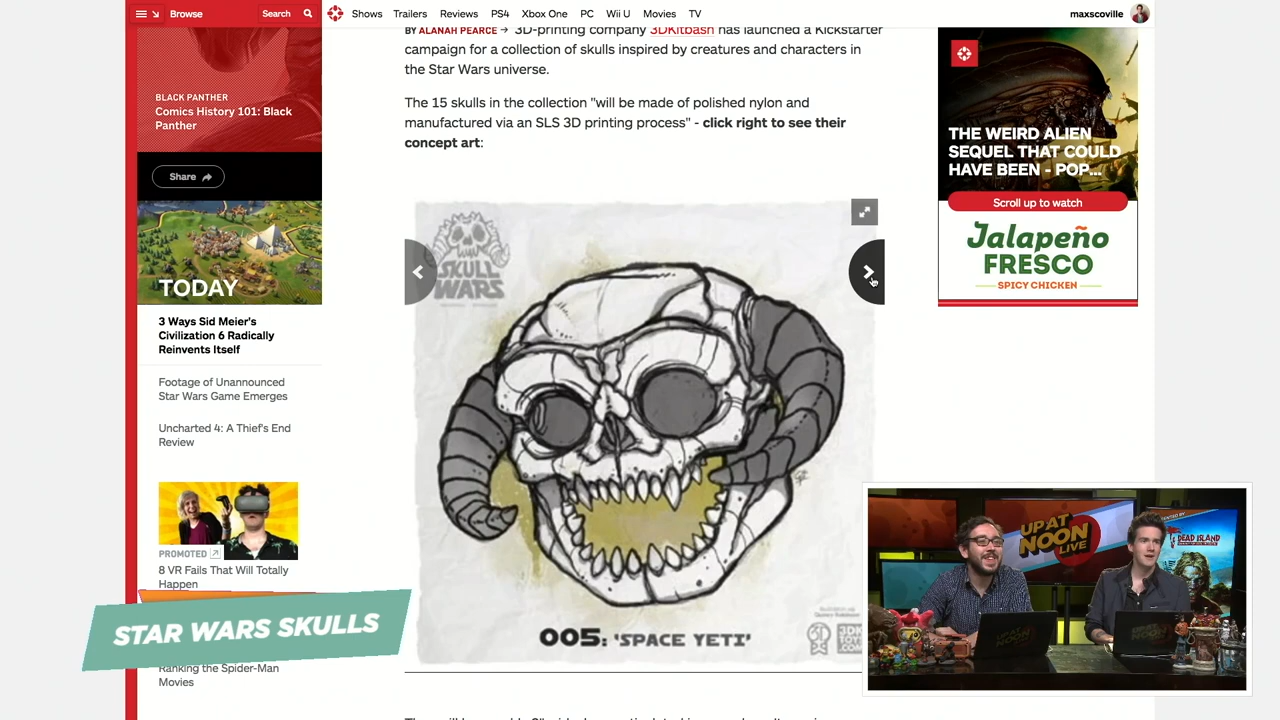 Browse
Search
Shows
Trailers
Reviews
PS4
Xbox One
PC
Wii U
Movies
TV
maxscoville
BY ALANAH PEARCE → 3D-printing company 3DKitbash has launched a Kickstarter
campaign for a collection of skulls inspired by creatures and characters in
the Star Wars universe.
The 15 skulls in the collection "will be made of polished nylon and
manufactured via an SLS 3D printing process" - click right to see their
concept art:
BLACK PANTHER
Comics History 101: Black
Panther
Share
TODAY
3 Ways Sid Meier's
Civilization 6 Radically
Reinvents Itself
Footage of Unannounced
Star Wars Game Emerges
Uncharted 4: A Thief's End
Review
PROMOTED
8 VR Fails That Will Totally
Happen
Ranking the Spider-Man
Movies
STAR WARS SKULLS
SKULL
WARS
005: 'SPACE YETI'
THE WEIRD ALIEN
SEQUEL THAT COULD
HAVE BEEN - POP...
Scroll up to watch
Jalapeño
FRESCO
SPICY CHICKEN
UP AT
NOON
LIVE
DEAD ISLAND